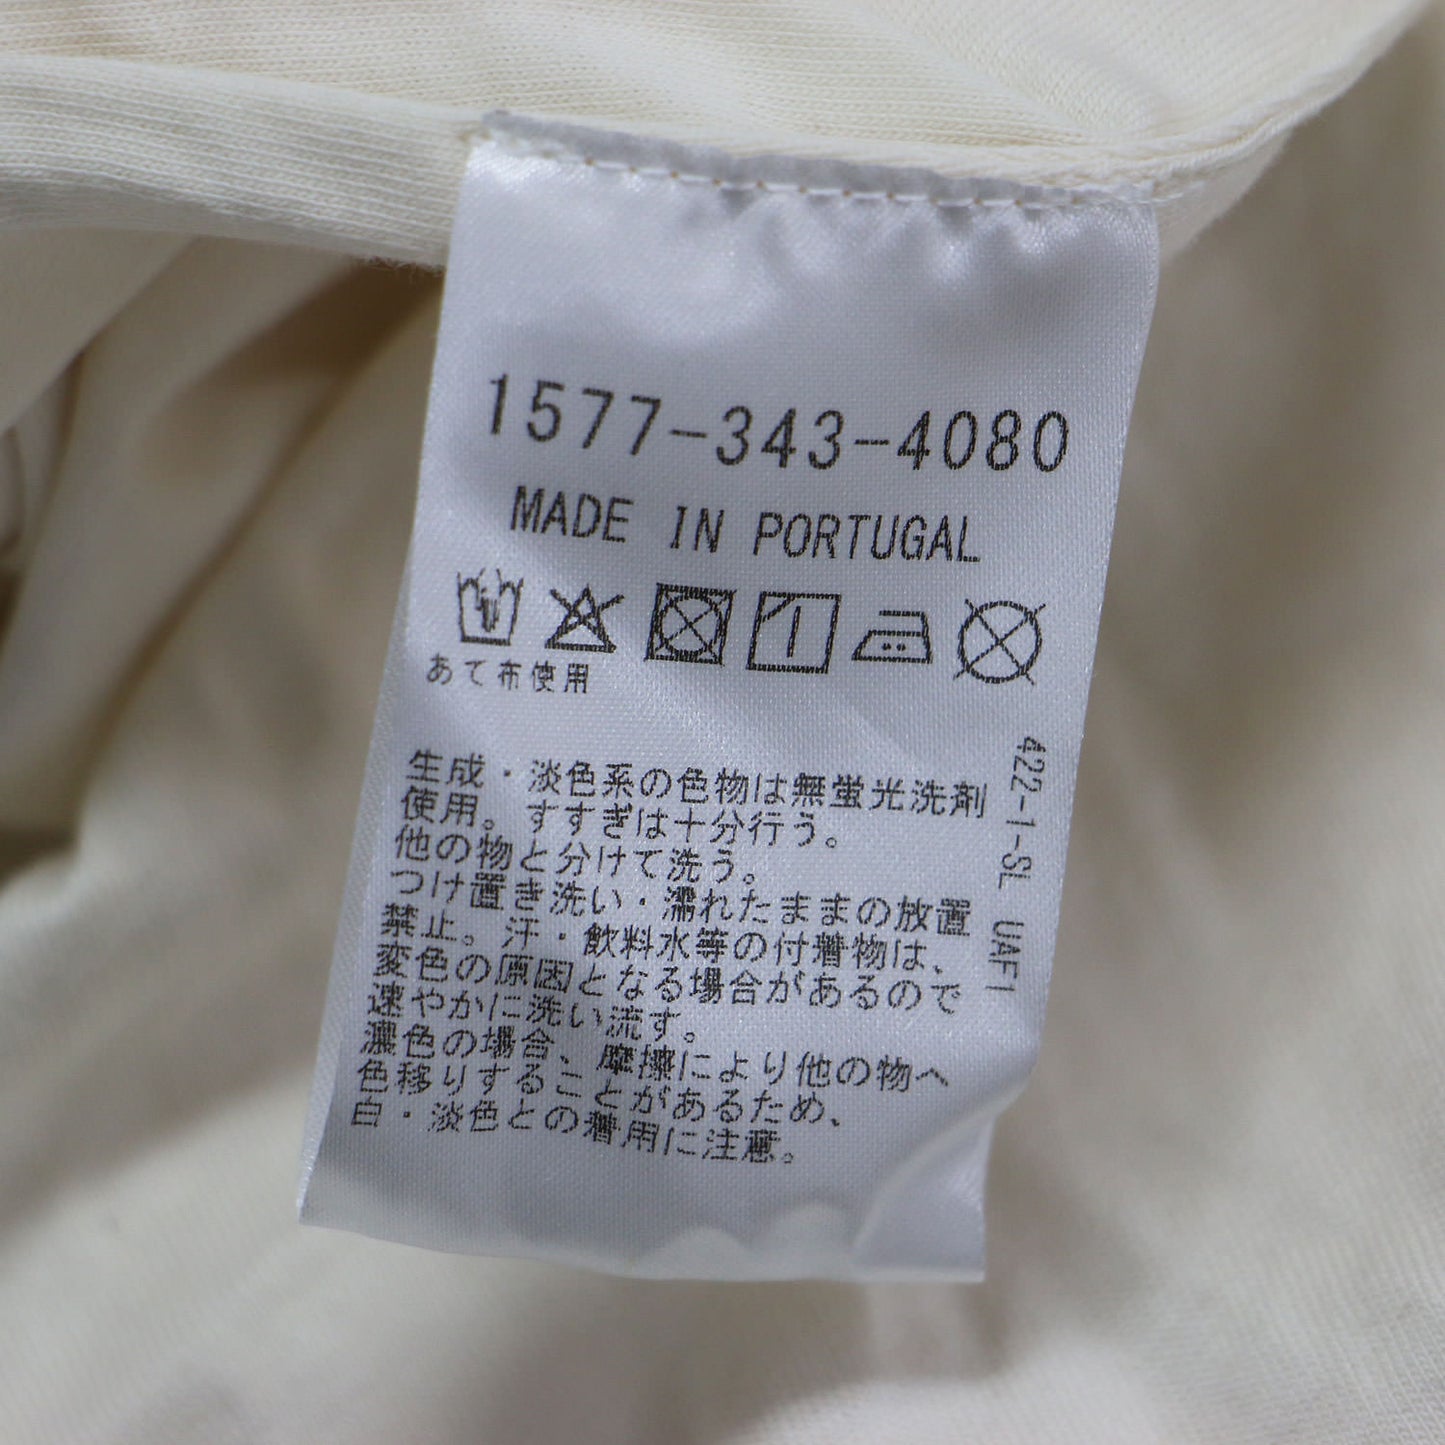 1577-343-4080
MADE IN PORTUGAL
あて布使用
生成・淡色系の色物は無蛍光洗剤
使用。すすぎは十分行う。
他の物と分けて洗う。
つけ置き洗い・濡れたままの放置
禁止。汗・飲料水等の付着物は、
変色の原因となる場合があるので
速やかに洗い流す。
濃色の場合、摩擦により他の物へ
色移りすることがあるため、
白・淡色との着用に注意。
422-1-SL UAF1